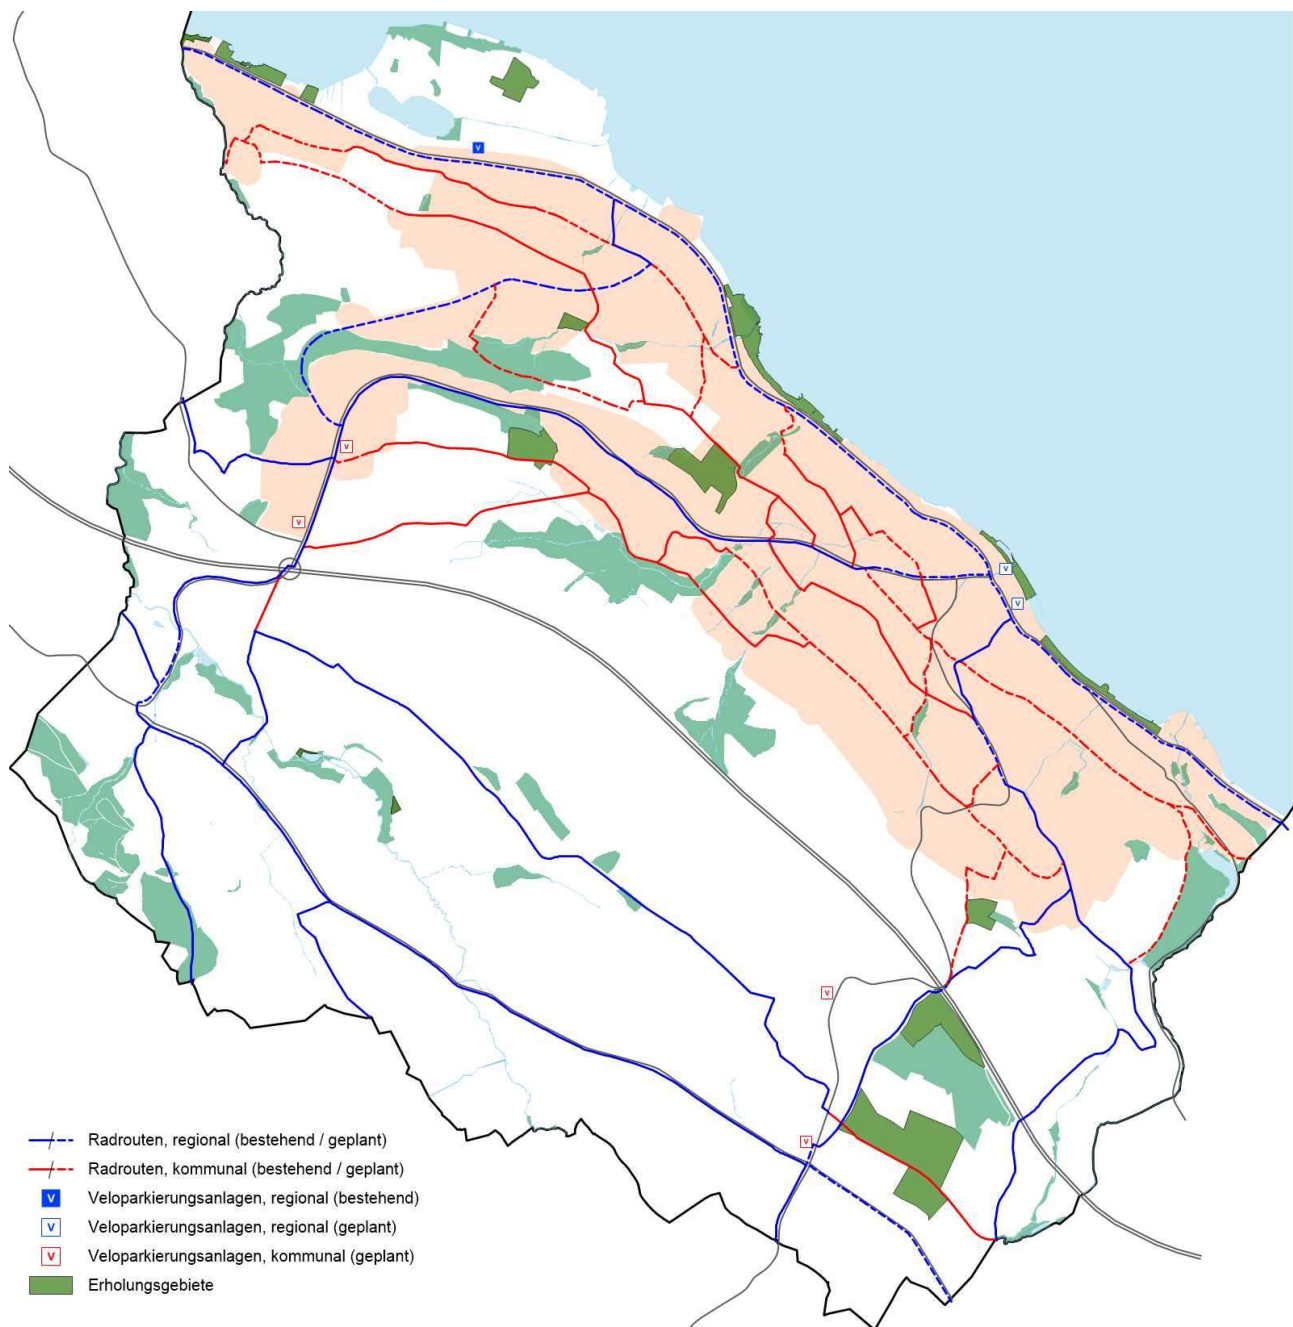 V
V
V
V
V
V
V
Radrouten, regional (bestehend / geplant)
Radrouten, kommunal (bestehend / geplant)
V Veloparkierungsanlagen, regional (bestehend)
V Veloparkierungsanlagen, regional (geplant)
V Veloparkierungsanlagen, kommunal (geplant)
Erholungsgebiete